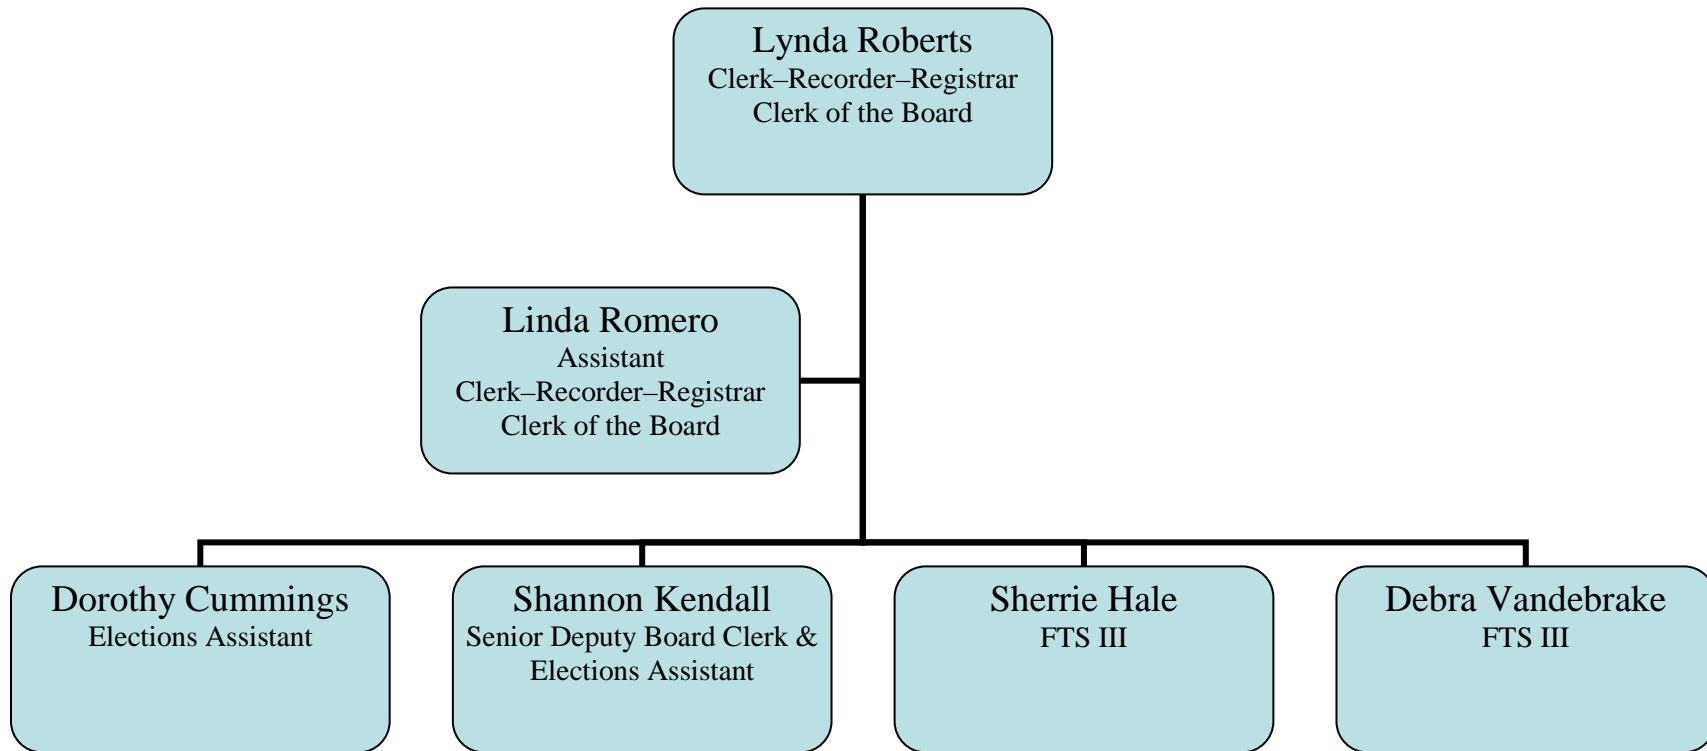 Lynda Roberts
Clerk–Recorder–Registrar
Clerk of the Board
Linda Romero
Assistant
Clerk–Recorder–Registrar
Clerk of the Board
Dorothy Cummings
Elections Assistant
Shannon Kendall
Senior Deputy Board Clerk &
Elections Assistant
Sherrie Hale
FTS III
Debra Vandebrake
FTS III